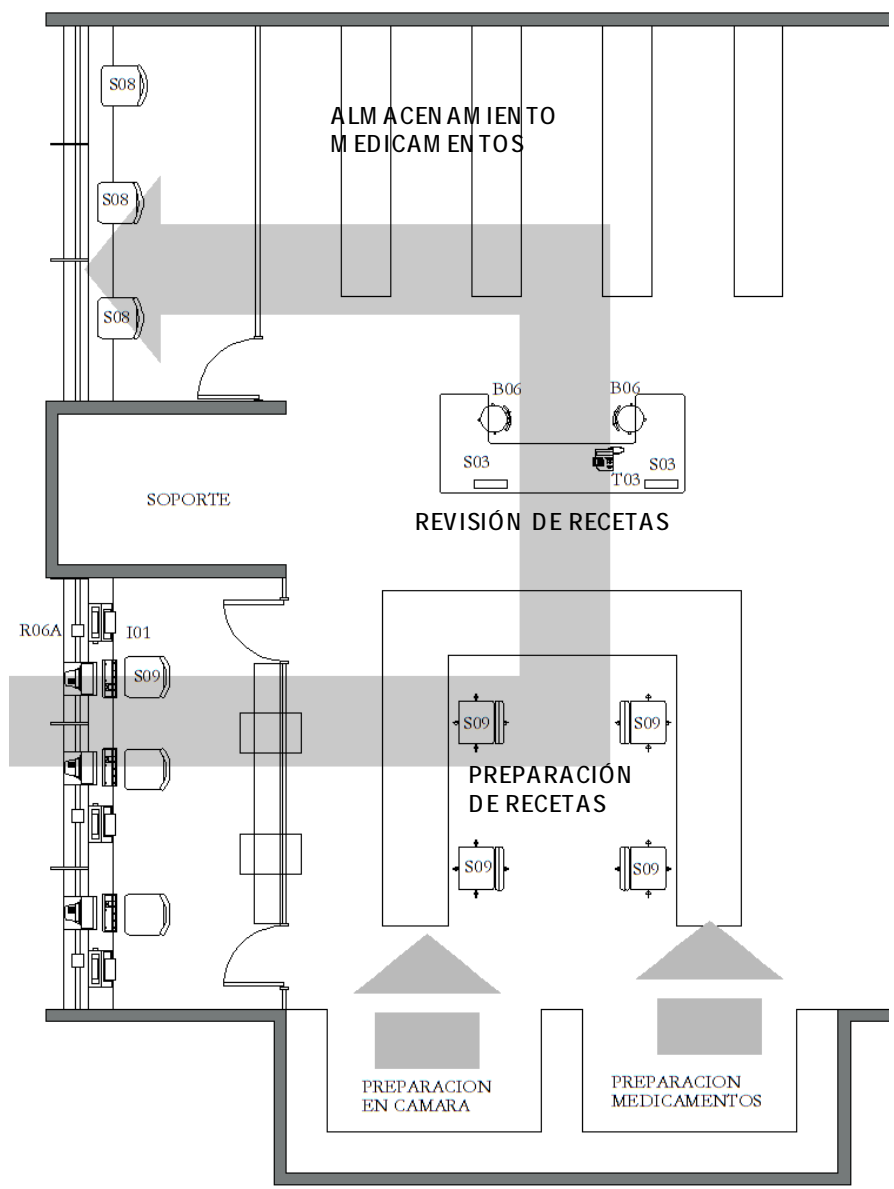 S08
ALMACENAMIENTO
MEDICAMENTOS
S08
S08
B06
B06
S03
S03
T03
SOPORTE
REVISIÓN DE RECETAS
R06A
I01
S09
S09
S09
PREPARACIÓN
DE RECETAS
S09
S09
PREPARACION
EN CAMARA
PREPARACION
MEDICAMENTOS